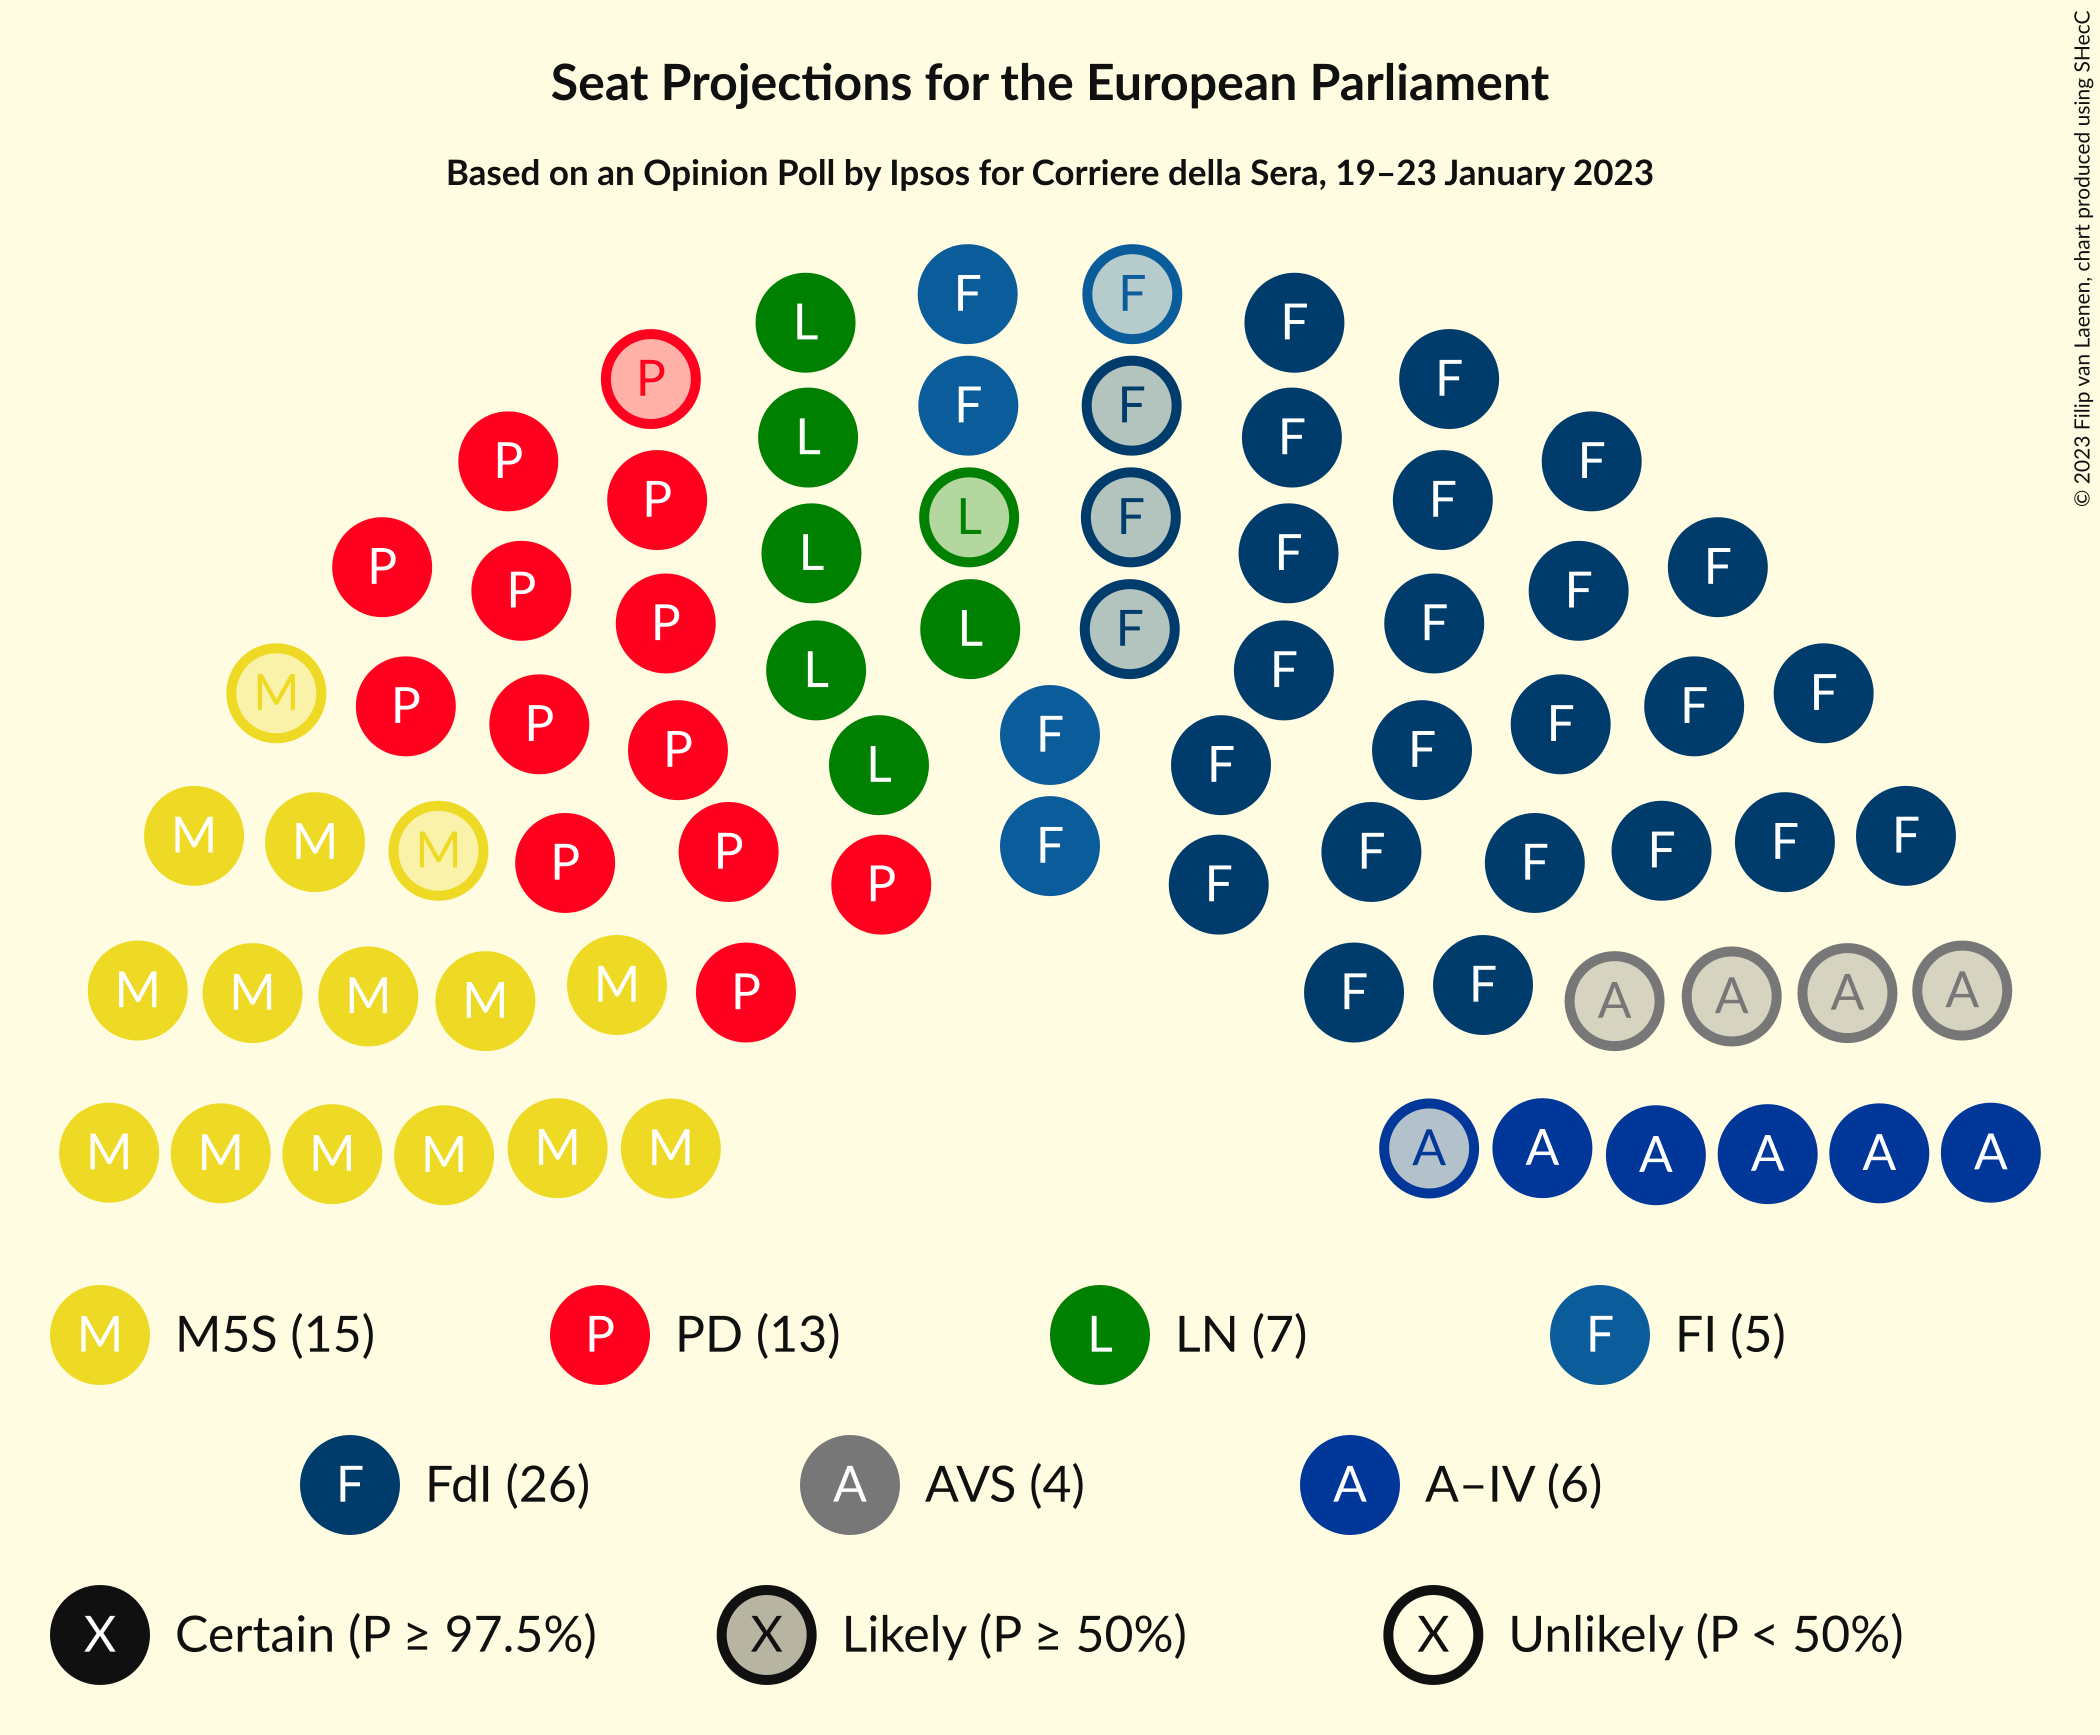 Seat Projections for the European Parliament
Based on an Opinion Poll by Ipsos for Corriere della Sera, 19–23 January 2023
© 2023 Filip van Laenen, chart produced using SHecC
F F
L F
P F
F F
L F
P F
P P F F
L F
L F
P F
P P F F
P F
L L F F
M P F F
P P F F
F
L F
M M M P P F F F F F F
P F
M M M M M P F F A A A A
M M M M M M A A A A A A
M M5S (15) P PD (13) L LN (7) F FI (5)
F FdI (26) A AVS (4) A A–IV (6)
X Certain (P ≥ 97.5%) X Likely (P ≥ 50%) X Unlikely (P < 50%)